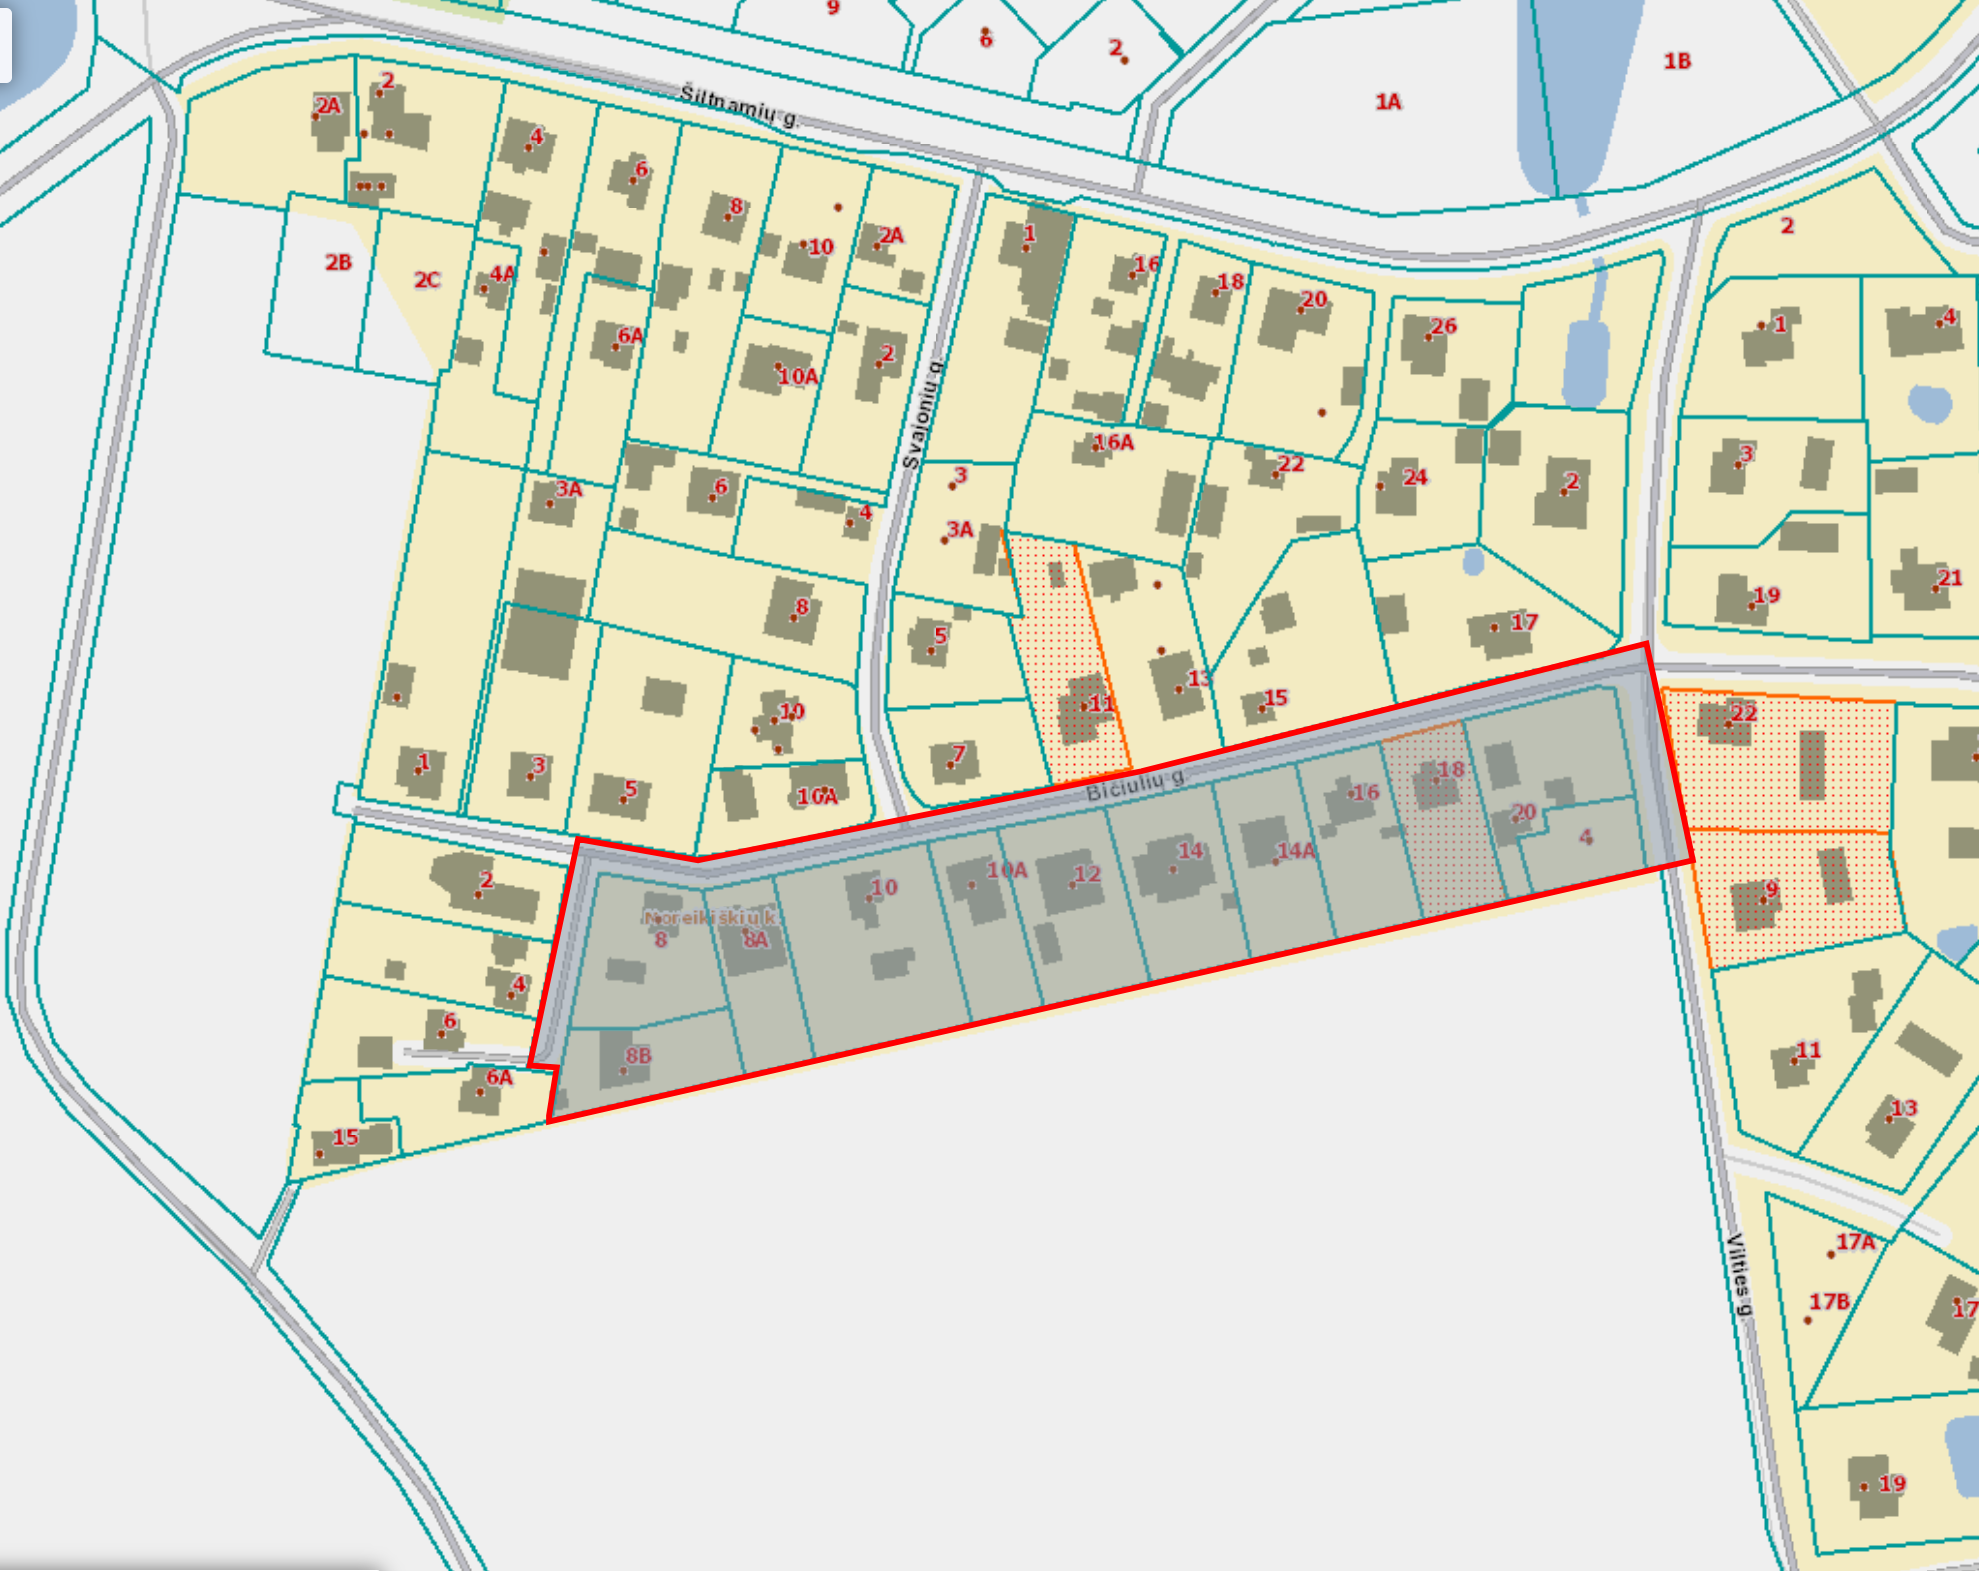 9
6
2
1B
1A
2A
2
Šiltnamių g.
4
6
8
10
2A
1
16
18
20
2
2B
2C
4A
6A
10A
2
26
1
4
Svajonių g.
16A
22
24
2
3
3A
6
4
3
3A
8
5
17
19
21
1
3
5
10
10A
7
11
13
15
22
Bičiulių g.
2
4
6
6A
15
Noreikiškių k.
8
8A
8B
10
10A
12
14
14A
16
18
20
4
9
11
13
Vilties g.
17A
17B
17
19